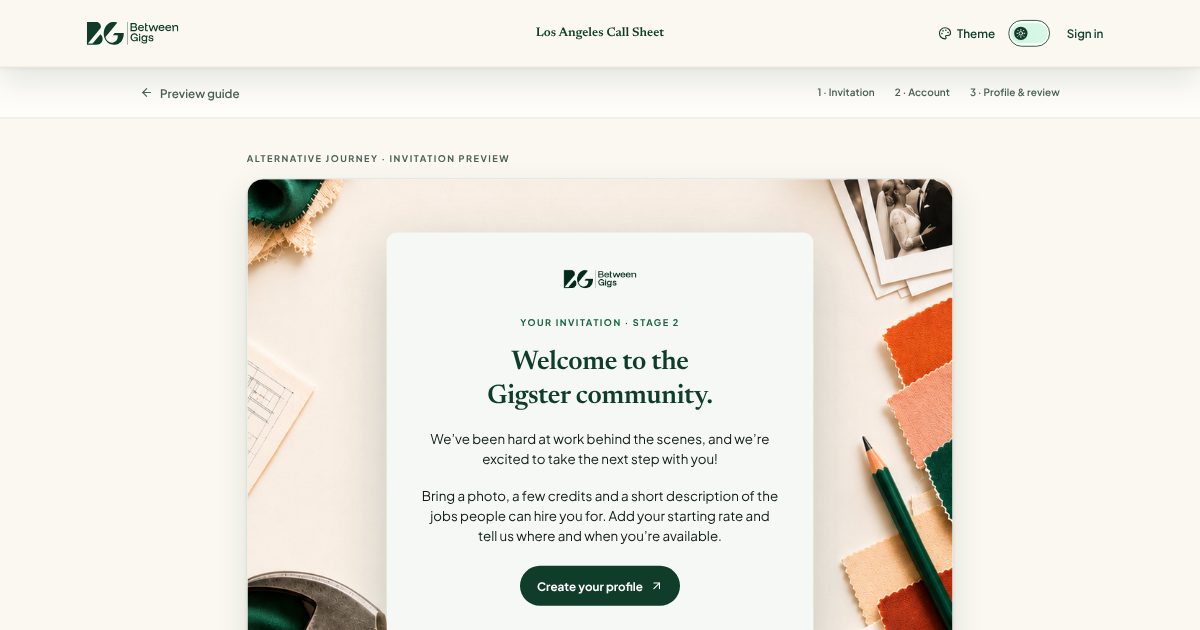 Between
Gigs
Los Angeles Call Sheet
Theme
Sign in
Preview guide
1 · Invitation
2 · Account
3 · Profile & review
ALTERNATIVE JOURNEY · INVITATION PREVIEW
Between
Gigs
YOUR INVITATION · STAGE 2
Welcome to the
Gigster community.
We’ve been hard at work behind the scenes, and we’re
excited to take the next step with you!
Bring a photo, a few credits and a short description of the
jobs people can hire you for. Add your starting rate and
tell us where and when you’re available.
Create your profile